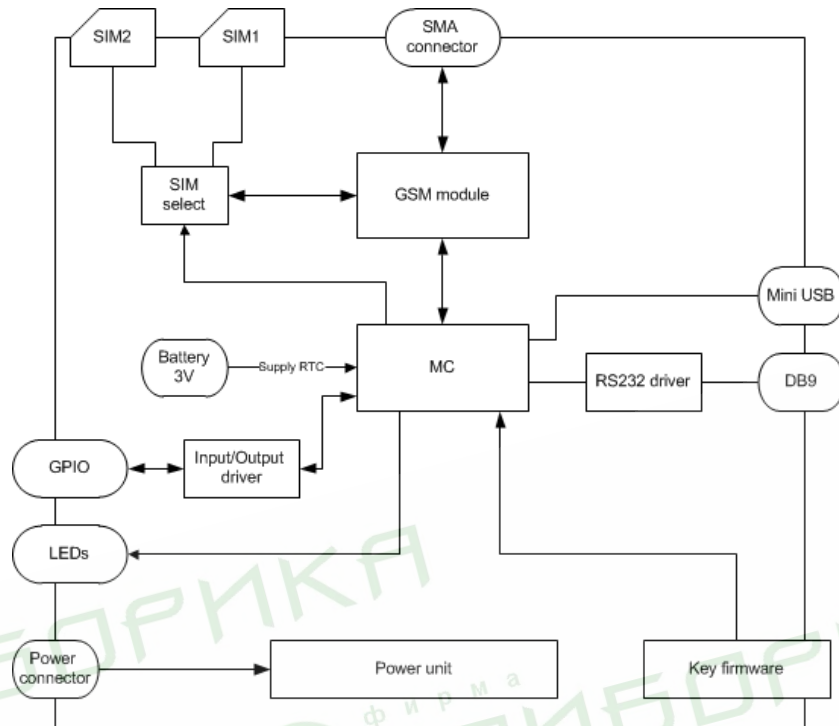 SIM2
SIM1
SMA
connector
SIM
select
GSM module
Mini USB
Battery
3V
Supply RTC
MC
RS232 driver
DB9
GPIO
Input/Output
driver
LEDs
Power
connector
Power unit
Key firmware
фирма